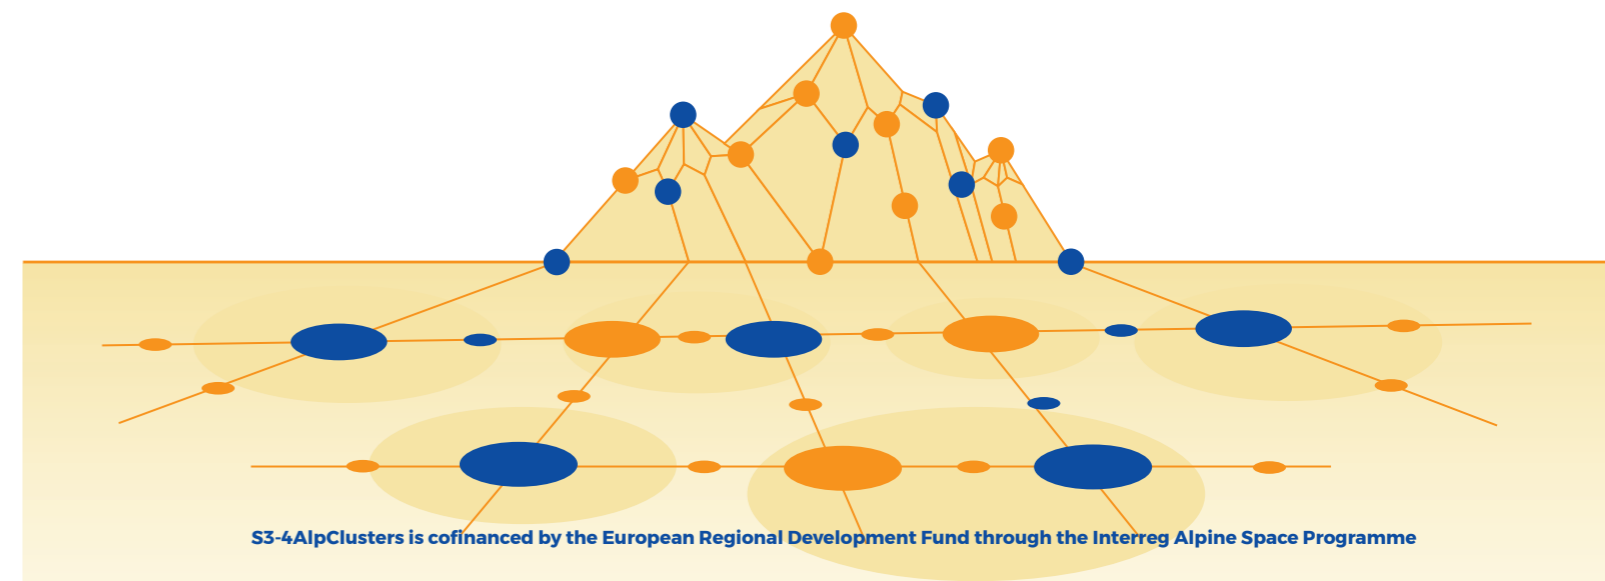 S3-4AlpClusters is cofinanced by the European Regional Development Fund through the Interreg Alpine Space Programme